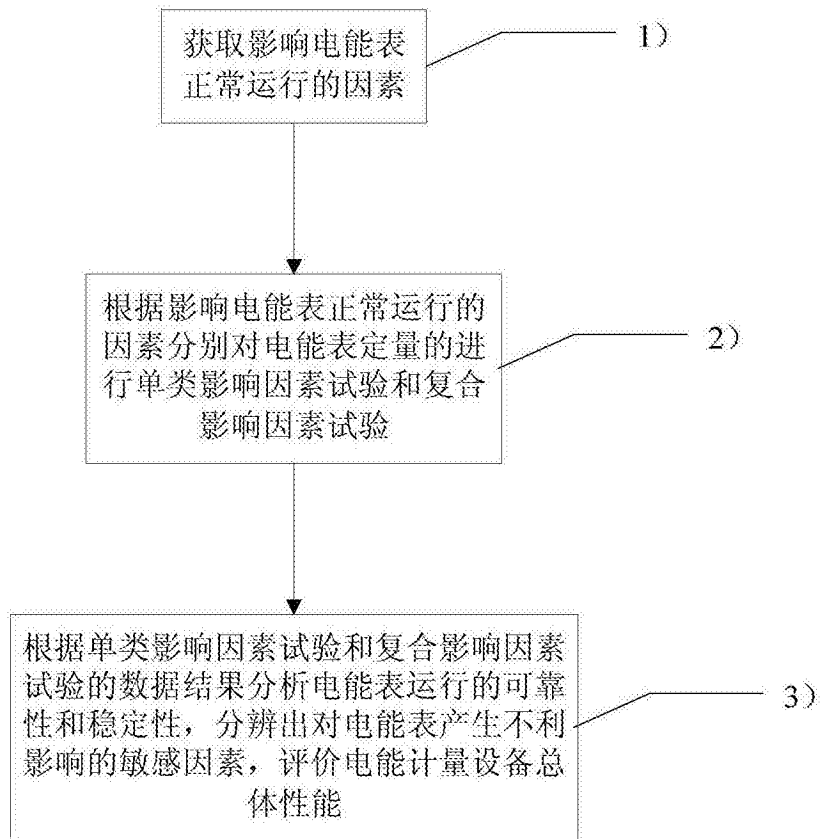 获取影响电能表
正常运行的因素
1）
根据影响电能表正常运行的
因素分别对电能表定量的进
行单类影响因素试验和复合
影响因素试验
2）
根据单类影响因素试验和复合影响因素
试验的数据结果分析电能表运行的可靠
性和稳定性，分辨出对电能表产生不利
影响的敏感因素，评价电能计量设备总
体性能
3）